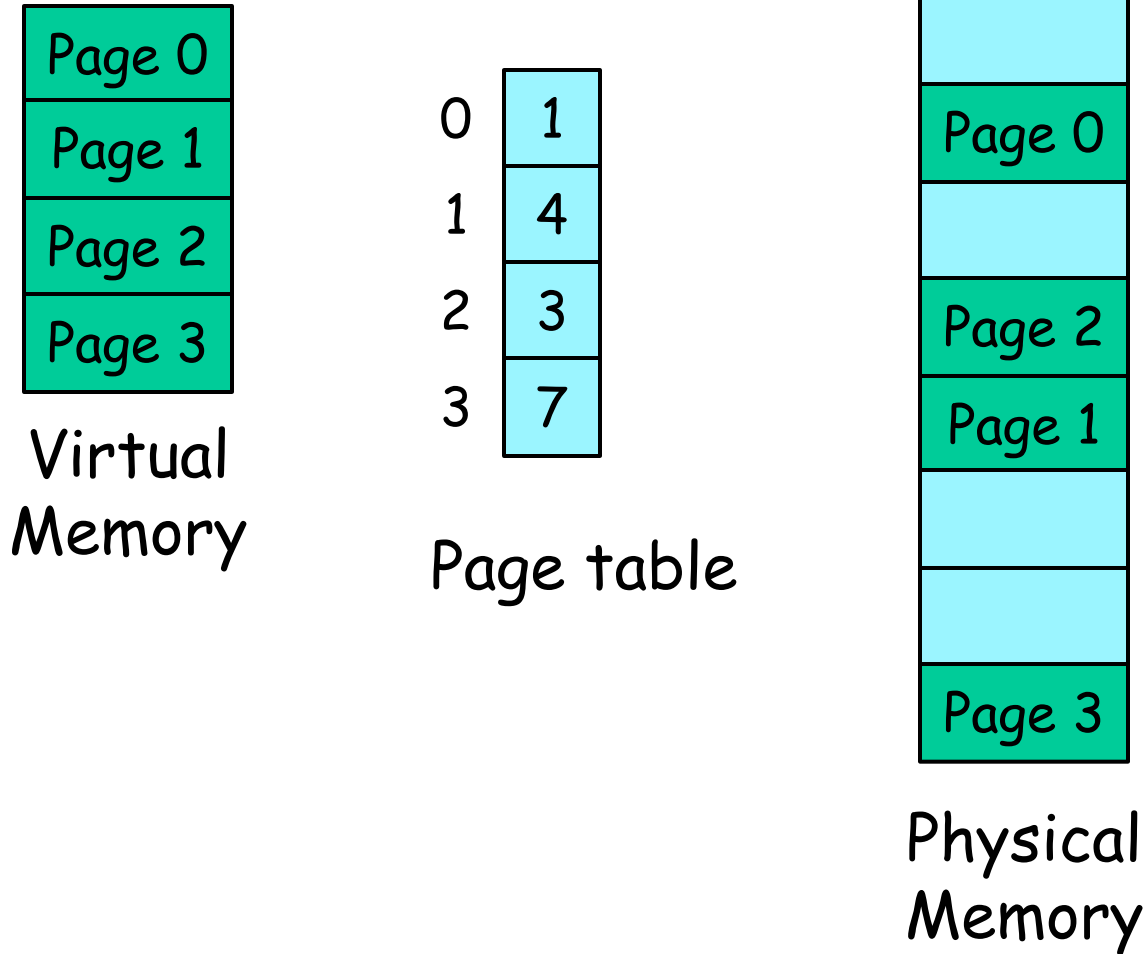 Page 0
Page 1
Page 2
Page 3
Virtual
Memory
0 1
1 4
2 3
3 7
Page table
Page 0
Page 2
Page 1
Page 3
Physical
Memory